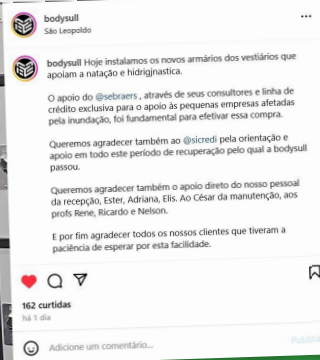 bodysull
São Leopoldo
bodysull Hoje instalamos os novos armários dos vestiários que
apoiam a natação e hidrigjnastica.
O apoio do @sebraers , através de seus consultores e linha de
crédito exclusiva para o apoio às pequenas empresas afetadas
pela inundação, foi fundamental para efetivar essa compra.
Queremos agradecer também ao @sicredi pela orientação e
apoio em todo este período de recuperação pelo qual a bodysull
passou.
Queremos agradecer também o apoio direto do nosso pessoal
da recepção, Ester, Adriana, Elis. Ao César da manutenção, aos
profs Rene, Ricardo e Nelson.
E por fim agradecer todos os nossos clientes que tiveram a
paciência de esperar por esta facilidade.
162 curtidas
há 1 dia
Adicione um comentário...